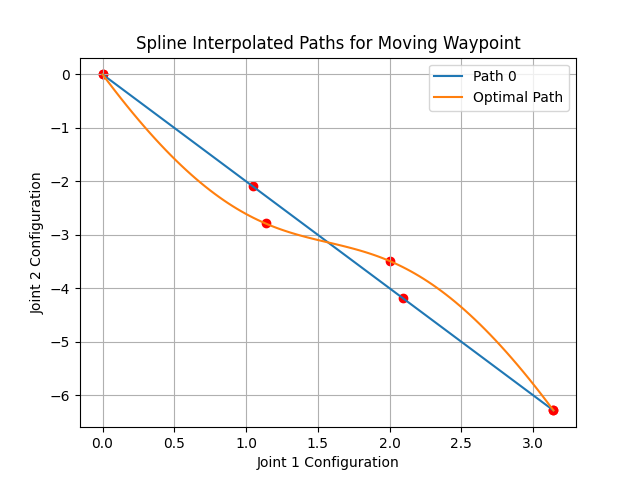 Spline Interpolated Paths for Moving Waypoint
Path 0
Optimal Path
Joint 2 Configuration
0
−1
−2
−3
−4
−5
−6
0.0 0.5 1.0 1.5 2.0 2.5 3.0
Joint 1 Configuration